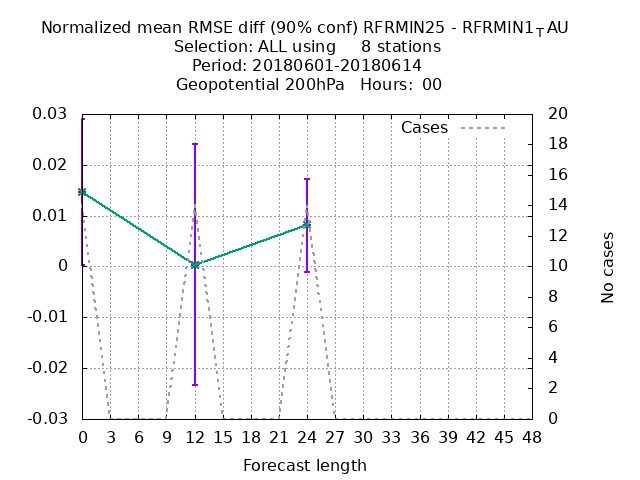 Normalized mean RMSE diff (90% conf) RFRMIN25 - RFRMIN1TAU
Selection: ALL using 8 stations
Period: 20180601-20180614
Geopotential 200hPa Hours: 00
Cases
0.03
0.02
0.01
0
-0.01
-0.02
-0.03
20
18
16
14
12
10
8
6
4
2
0
No cases
0 3 6 9 12 15 18 21 24 27 30 33 36 39 42 45 48
Forecast length